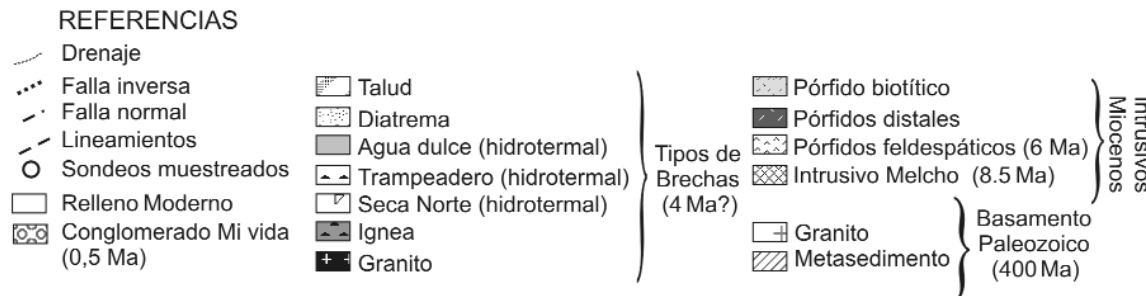 REFERENCIAS
Drenaje
Falla inversa
Falla normal
Lineamientos
Sondeos muestreados
Relleno Moderno
Conglomerado Mi vida
(0,5 Ma)
Talud
Diatrema
Agua dulce (hidrotermal)
Trampeadero (hidrotermal)
Seca Norte (hidrotermal)
Ignea
Granito
Tipos de
Brechas
(4 Ma?)
Pórfido biotítico
Pórfidos distales
Pórfidos feldespáticos (6 Ma)
Intrusivo Melcho (8.5 Ma)
Intrusivos
Miocenos
Granito
Metasedimento
Basamento
Paleozoico
(400 Ma)